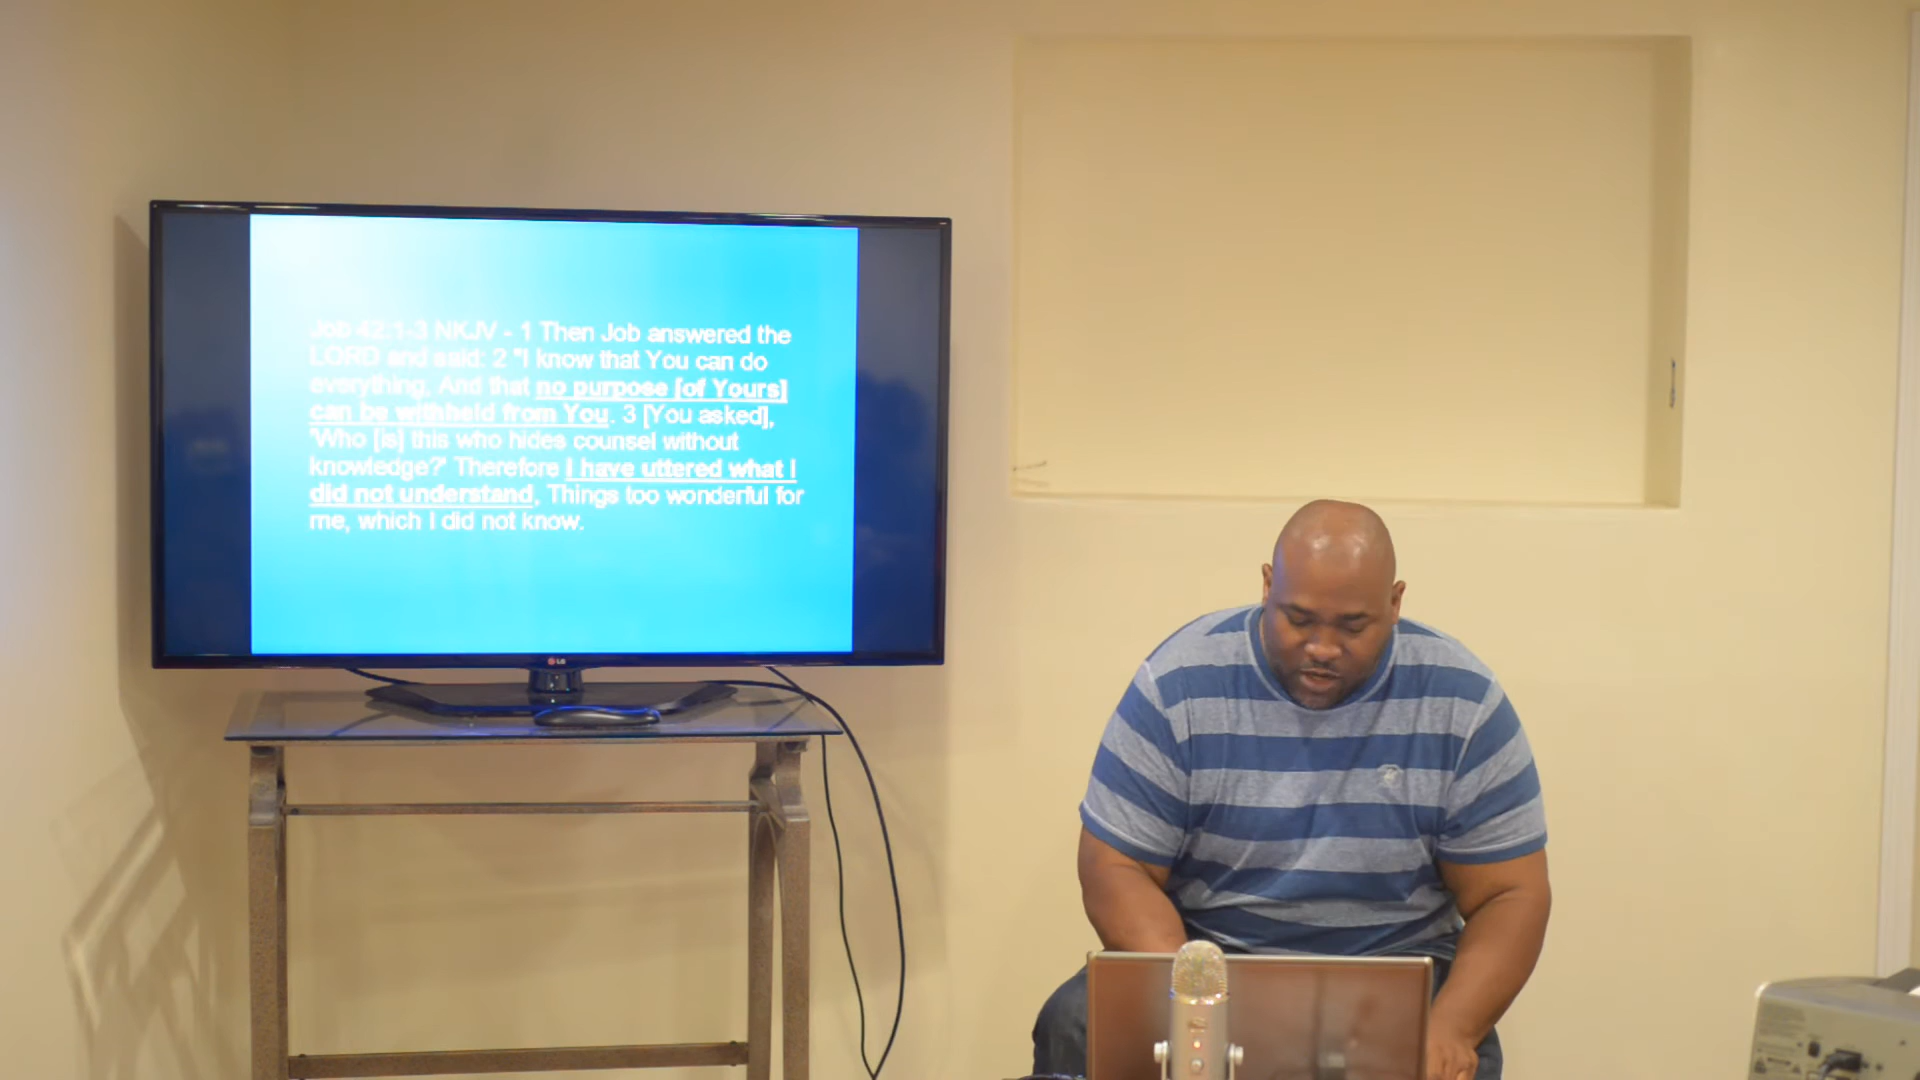 Job 42:1-3 NKJV - 1 Then Job answered the
LORD and said: 2 "I know that You can do
everything, And that no purpose [of Yours]
can be withheld from You. 3 [You asked],
'Who [is] this who hides counsel without
knowledge?' Therefore I have uttered what I
did not understand, Things too wonderful for
me, which I did not know.
LG